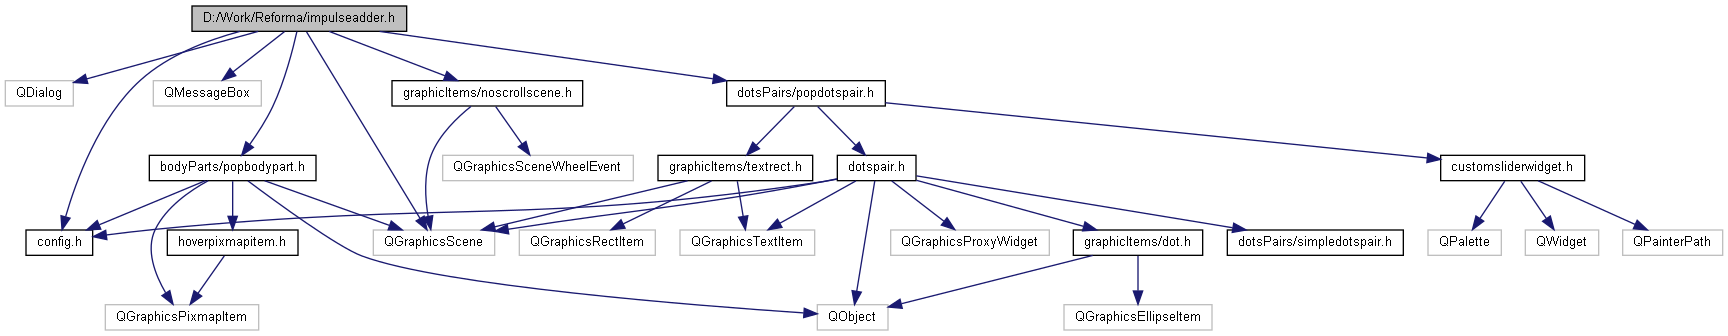 D:/Work/Reforma/impulseadder.h
QDialog
QMessageBox
graphicItems/noscrollscene.h
dotsPairs/popdotspair.h
bodyParts/popbodypart.h
QGraphicsSceneWheelEvent
graphicItems/textrect.h
dotspair.h
customsliderwidget.h
config.h
hoverpixmapitem.h
QGraphicsScene
QGraphicsRectItem
QGraphicsTextItem
QGraphicsProxyWidget
graphicItems/dot.h
dotsPairs/simpledotspair.h
QPalette
QWidget
QPainterPath
QGraphicsPixmapItem
QObject
QGraphicsEllipseItem